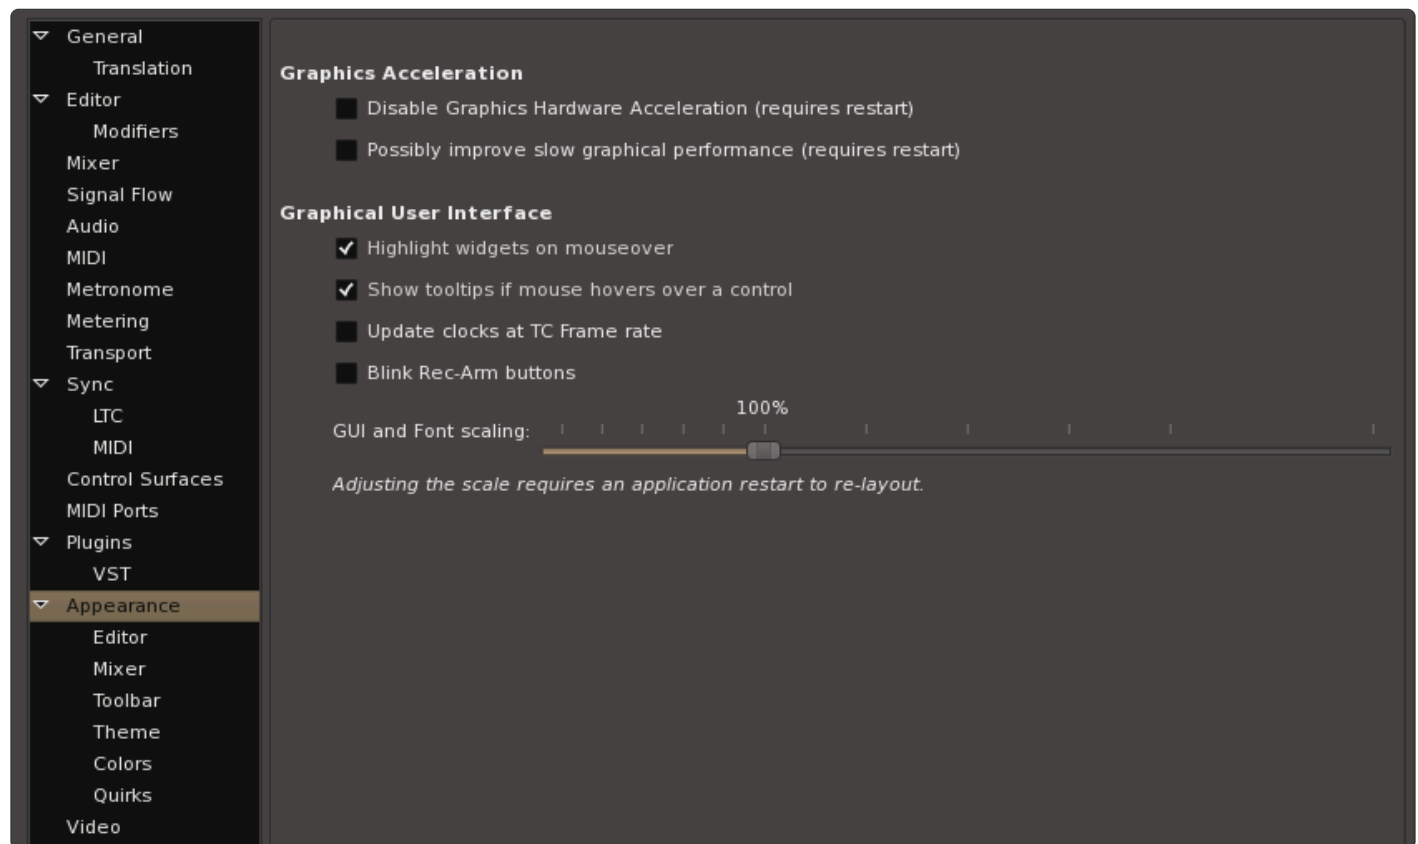 General
Translation
Editor
Modifiers
Mixer
Signal Flow
Audio
MIDI
Metronome
Metering
Transport
Sync
LTC
MIDI
Control Surfaces
MIDI Ports
Plugins
VST
Appearance
Editor
Mixer
Toolbar
Theme
Colors
Quirks
Video
Graphics Acceleration
Disable Graphics Hardware Acceleration (requires restart)
Possibly improve slow graphical performance (requires restart)
Graphical User Interface
Highlight widgets on mouseover
Show tooltips if mouse hovers over a control
Update clocks at TC Frame rate
Blink Rec-Arm buttons
100%
GUI and Font scaling:
Adjusting the scale requires an application restart to re-layout.